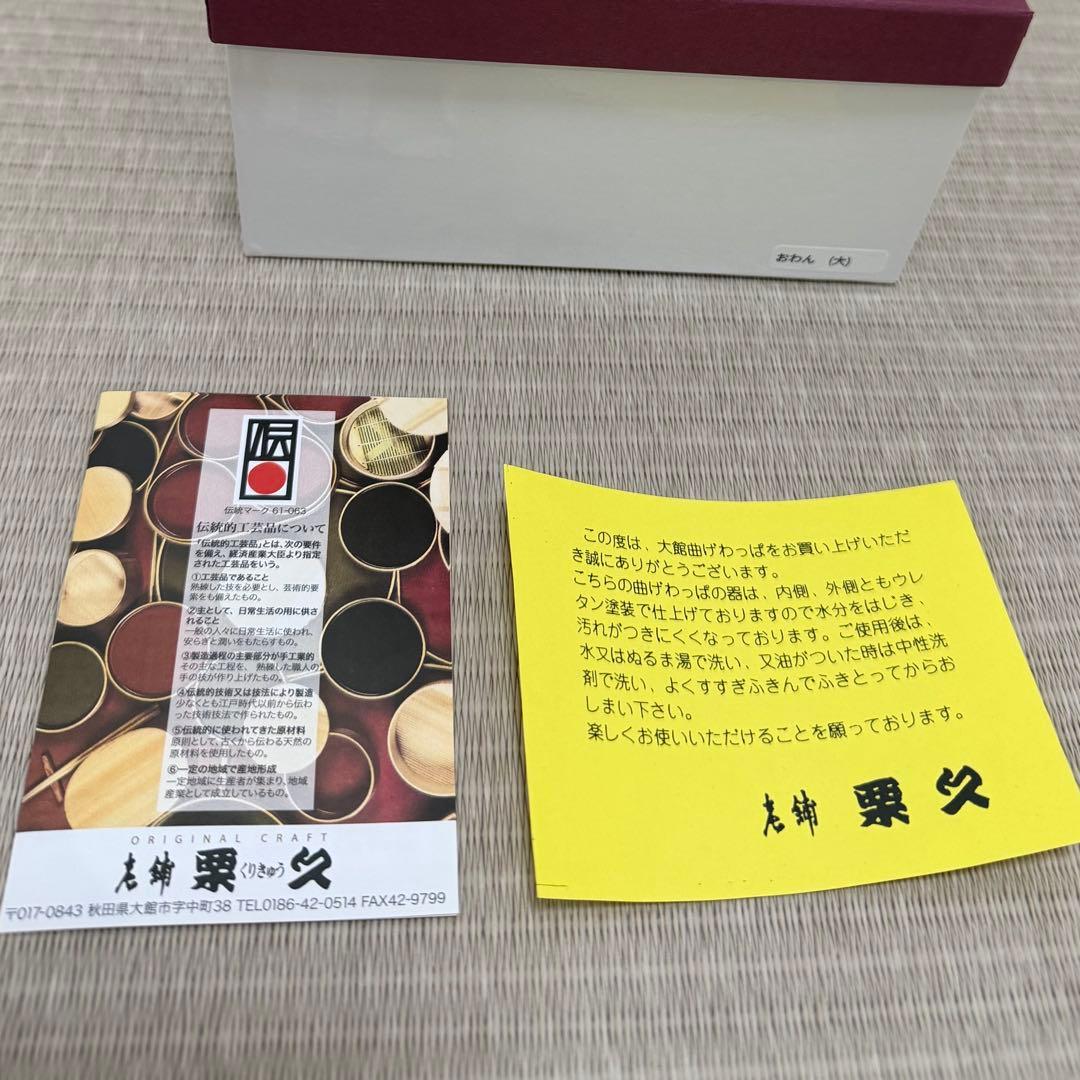 おわん (大)
伝
伝統マーク 61-063
伝統的工芸品について
「伝統的工芸品」とは、次の要件
を備え、経済産業大臣より指定
された工芸品をいう。
①工芸品であること
熟練した技を必要とし、芸術的要
素をも備えたもの。
②主として、日常生活の用に供さ
れること
一般の人々に日常生活に使われ、
安らぎと潤いをもたらすもの。
③製造過程の主要部分が手工業的
その主な工程を、熟練した職人の
手の技が作り上げたもの。
④伝統的技術又は技法により製造
少なくとも江戸時代以前から伝わ
った技術技法で作られたもの。
⑤伝統的に使われてきた原材料
原則として、古くから伝わる天然の
原材料を使用したもの。
⑥一定の地域で産地形成
一定地域に生産者が集まり、地域
産業として成立しているもの。
ORIGINAL CRAFT
老舗 栗久
くりきゅう
〒017-0843 秋田県大館市字中町38 TEL0186-42-0514 FAX42-9799
この度は、大館曲げわっぱをお買い上げいただ
き誠にありがとうございます。
こちらの曲げわっぱの器は、内側、外側ともウレ
タン塗装で仕上げておりますので水分をはじき、
汚れがつきにくくなっております。ご使用後は、
水又はぬるま湯で洗い、又油がついた時は中性洗
剤で洗い、よくすすぎふきんでふきとってからお
しまい下さい。
楽しくお使いいただけることを願っております。
老舗 栗久